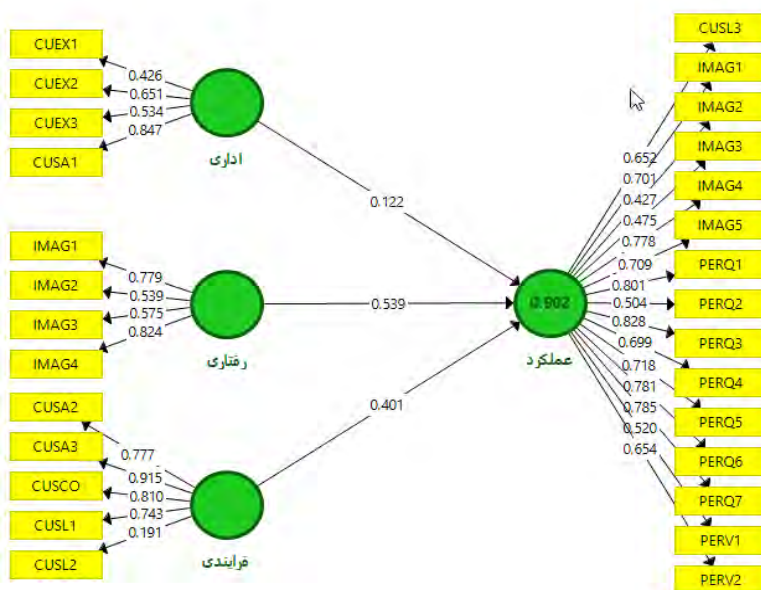 CUEX1
CUEX2
CUEX3
CUSA1
0.426
0.651
0.534
0.847
اداری
0.122
IMAG1
IMAG2
IMAG3
IMAG4
0.779
0.539
0.575
0.824
رفتاری
0.539
CUSA2
CUSA3
CUSCO
CUSL1
CUSL2
0.777
0.915
0.810
0.743
0.191
فرایندی
0.401
0.902
عملکرد
0.652
0.701
0.427
0.475
0.778
0.709
0.801
0.504
0.828
0.699
0.718
0.781
0.785
0.520
0.654
CUSL3
IMAG1
IMAG2
IMAG3
IMAG4
IMAG5
PERQ1
PERQ2
PERQ3
PERQ4
PERQ5
PERQ6
PERQ7
PERV1
PERV2